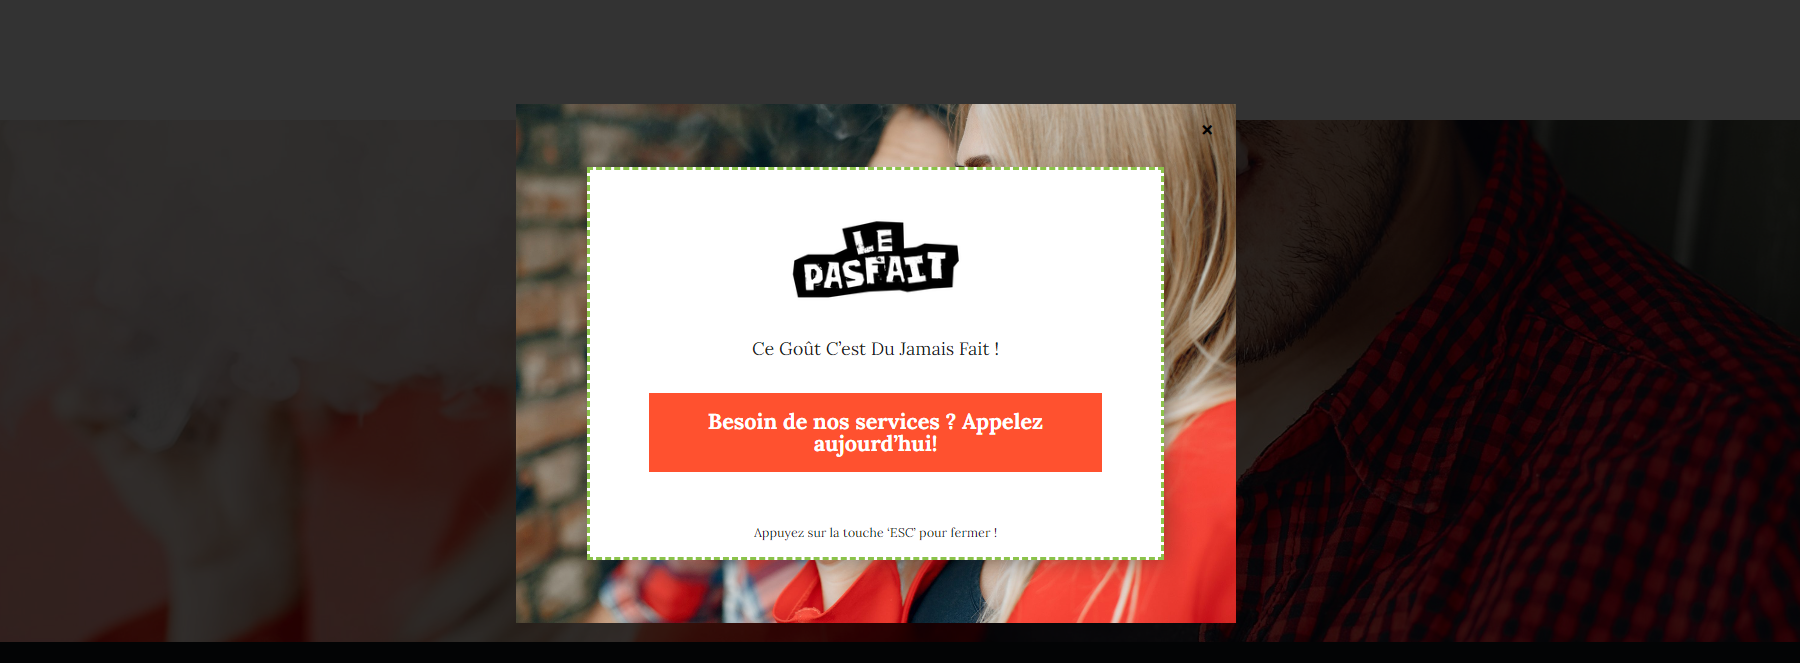 LE
PASFAIT
Ce Goût C’est Du Jamais Fait !
Besoin de nos services ? Appelez
aujourd’hui!
Appuyez sur la touche ‘ESC’ pour fermer !